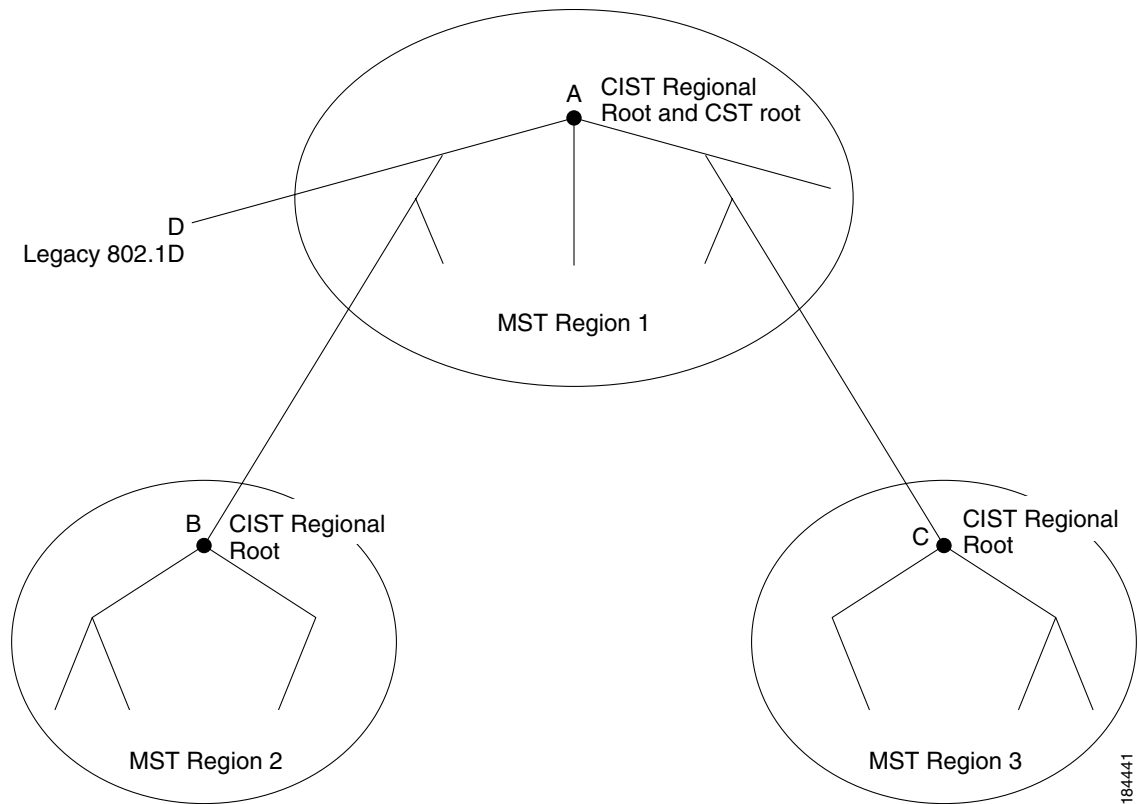 A
CIST Regional
Root and CST root
D
Legacy 802.1D
MST Region 1
B
CIST Regional
Root
C
CIST Regional
Root
MST Region 2
MST Region 3
184441